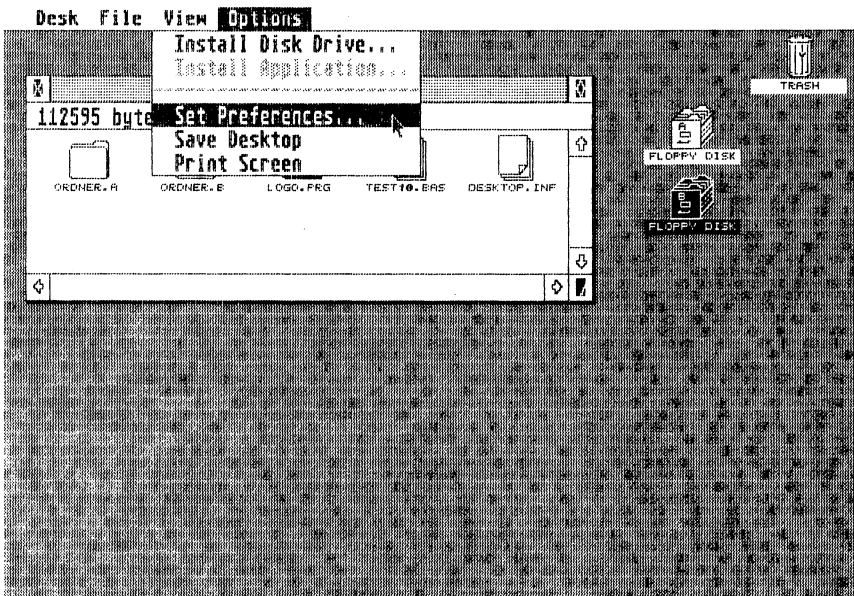 Desk File View Options
Install Disk Drive...
Install Application...
Set Preferences...
Save Desktop
Print Screen
112595 byte
ORDNER.A ORDNER.B LOGO.PRG TEST10.BAS DESKTOP.INF
TRASH
A
FLOPPY DISK
B
FLOPPY DISK